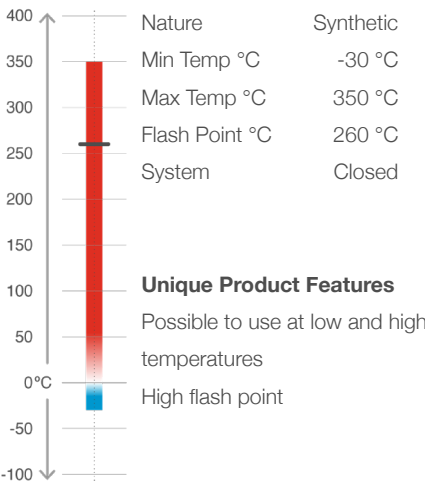 400
350
300
250
200
150
100
50
0°C
-50
-100
Nature Synthetic
Min Temp °C -30 °C
Max Temp °C 350 °C
Flash Point °C 260 °C
System Closed
Unique Product Features
Possible to use at low and high
temperatures
High flash point